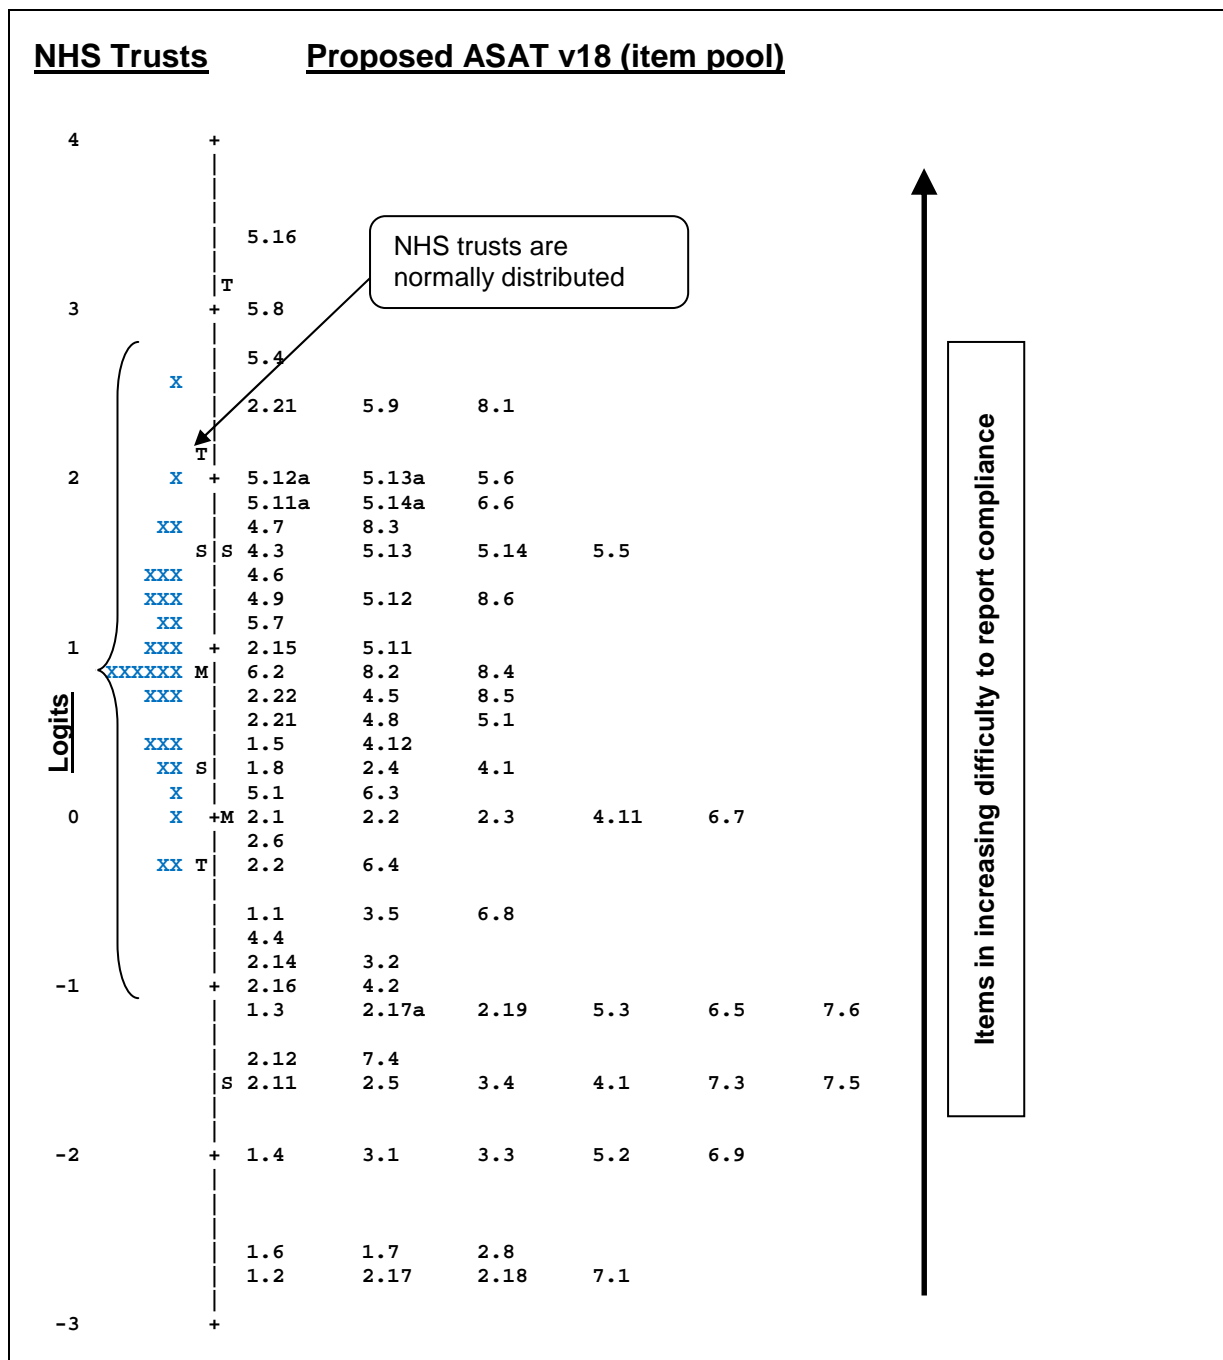 NHS Trusts Proposed ASAT v18 (item pool)
4 +
|
|
|
| 5.16
NHS trusts are
normally distributed
|
|T
3 + 5.8
|
| 5.4
X |
| 2.21 5.9 8.1
|
T|
2 X + 5.12a 5.13a 5.6
| 5.11a 5.14a 6.6
XX | 4.7 8.3
S|S 4.3 5.13 5.14 5.5
XXX | 4.6
XXX | 4.9 5.12 8.6
XX | 5.7
1 XXX + 2.15 5.11
XXXXXX M| 6.2 8.2 8.4
XXX | 2.22 4.5 8.5
| 2.21 4.8 5.1
XXX | 1.5 4.12
XX S| 1.8 2.4 4.1
X | 5.1 6.3
0 X +M 2.1 2.2 2.3 4.11 6.7
| 2.6
XX T| 2.2 6.4
|
| 1.1 3.5 6.8
| 4.4
| 2.14 3.2
-1 + 2.16 4.2
| 1.3 2.17a 2.19 5.3 6.5 7.6
|
| 2.12 7.4
|S 2.11 2.5 3.4 4.1 7.3 7.5
|
|
-2 + 1.4 3.1 3.3 5.2 6.9
|
|
|
| 1.6 1.7 2.8
| 1.2 2.17 2.18 7.1
|
-3 +
Logits
Items in increasing difficulty to report compliance